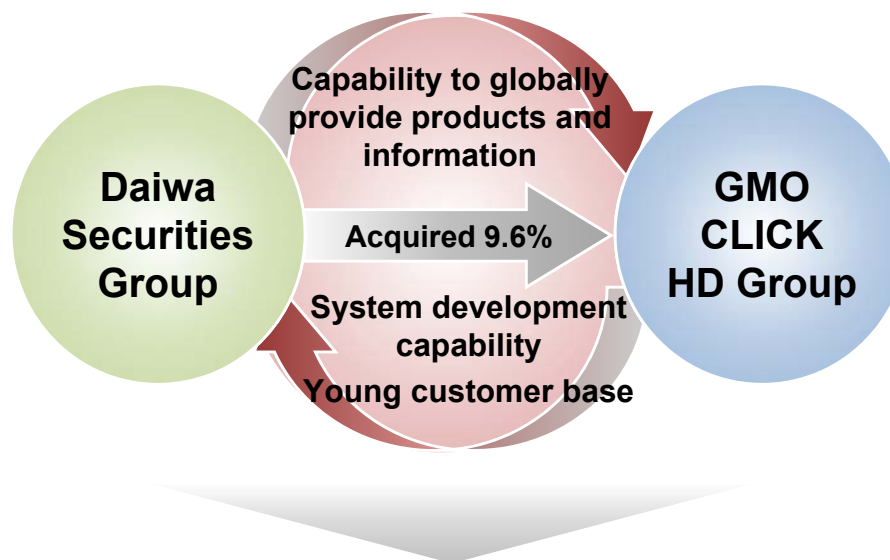 Daiwa
Securities
Group
Capability to globally
provide products and
information
Acquired 9.6%
System development
capability
Young customer base
GMO
CLICK
HD Group